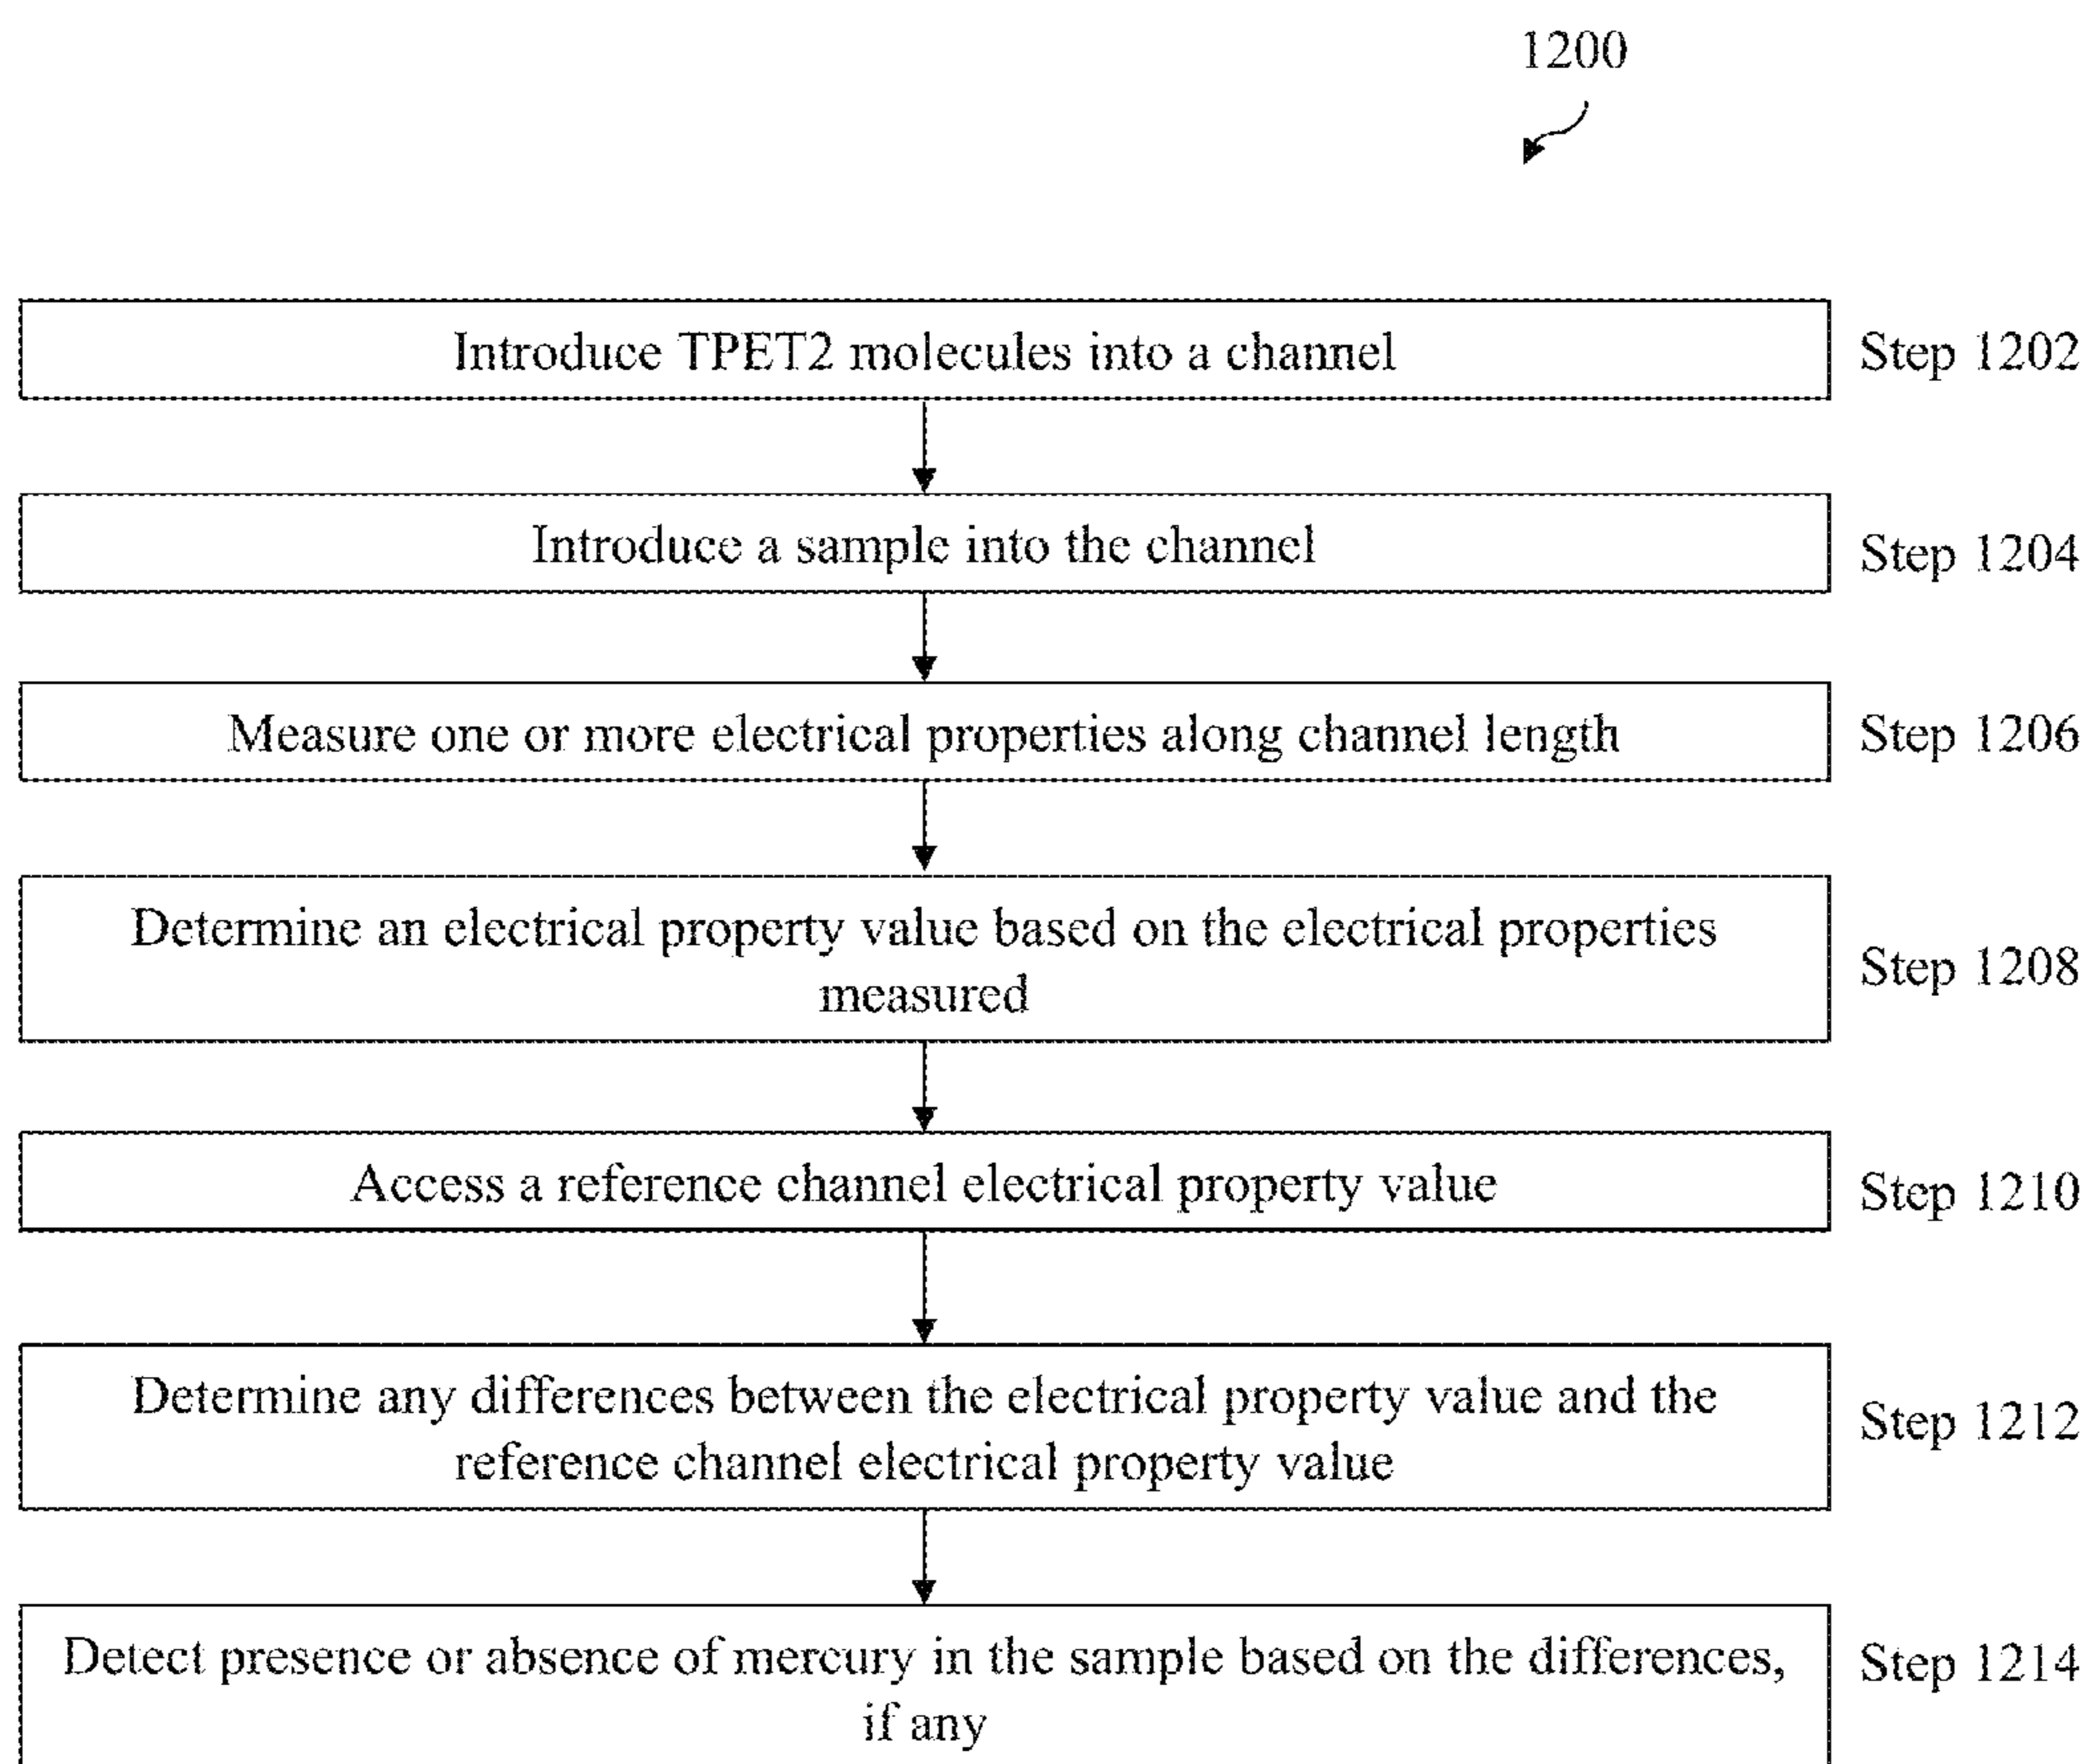 1200
Introduce TPET2 molecules into a channel
Step 1202
Introduce a sample into the channel
Step 1204
Measure one or more electrical properties along channel length
Step 1206
Determine an electrical property value based on the electrical properties
measured
Step 1208
Access a reference channel electrical property value
Step 1210
Determine any differences between the electrical property value and the
reference channel electrical property value
Step 1212
Detect presence or absence of mercury in the sample based on the differences,
if any
Step 1214